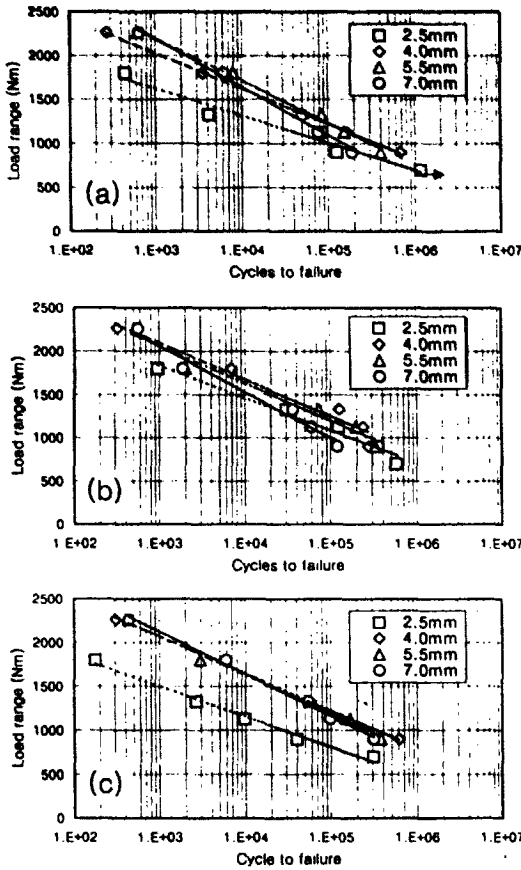 2500
2.5mm
4.0mm
5.5mm
7.0mm
2000
1500
1000
500
0
Load range (Nm)
(a)
1.E+02 1.E+03 1.E+04 1.E+05 1.E+06 1.E+07
Cycles to failure
2500
2.5mm
4.0mm
5.5mm
7.0mm
2000
1500
1000
500
0
Load range (Nm)
(b)
1.E+02 1.E+03 1.E+04 1.E+05 1.E+06 1.E+07
Cycles to failure
2500
2.5mm
4.0mm
5.5mm
7.0mm
2000
1500
1000
500
0
Load range (Nm)
(c)
1.E+02 1.E+03 1.E+04 1.E+05 1.E+06 1.E+07
Cycle to failure